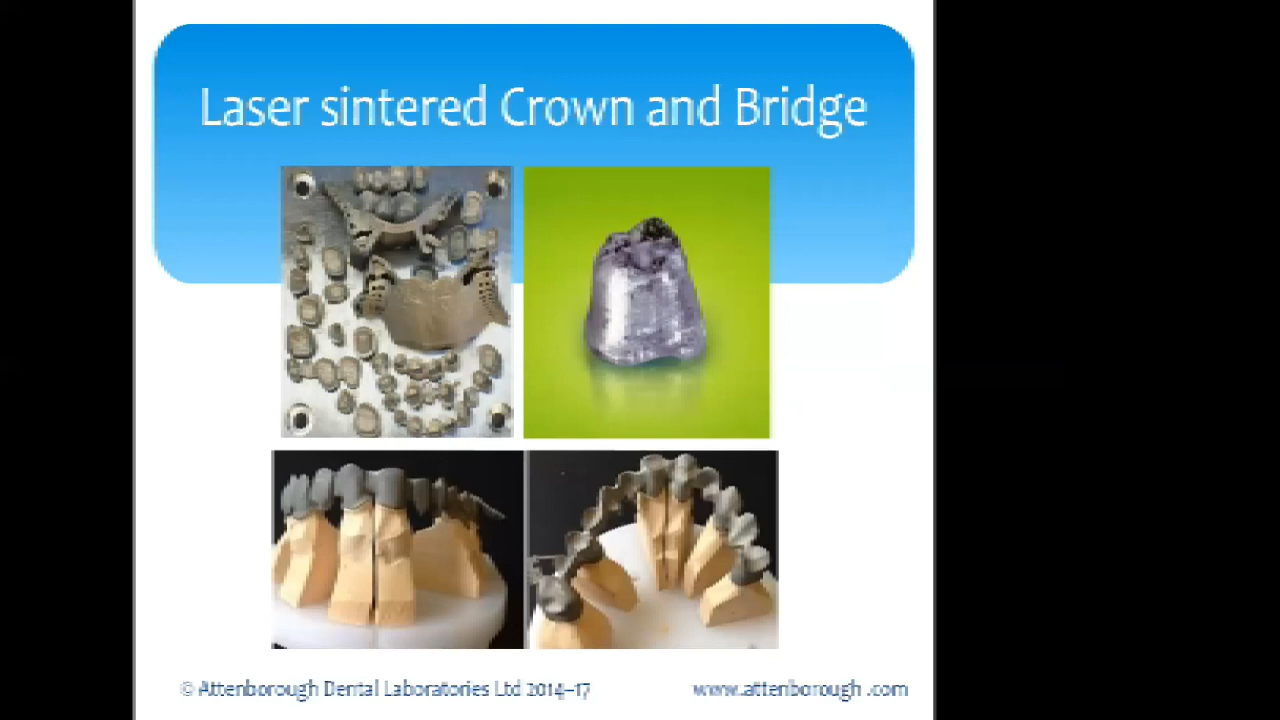 Laser sintered Crown and Bridge
© Attenborough Dental Laboratories Ltd 2014-17
www.attenborough .com